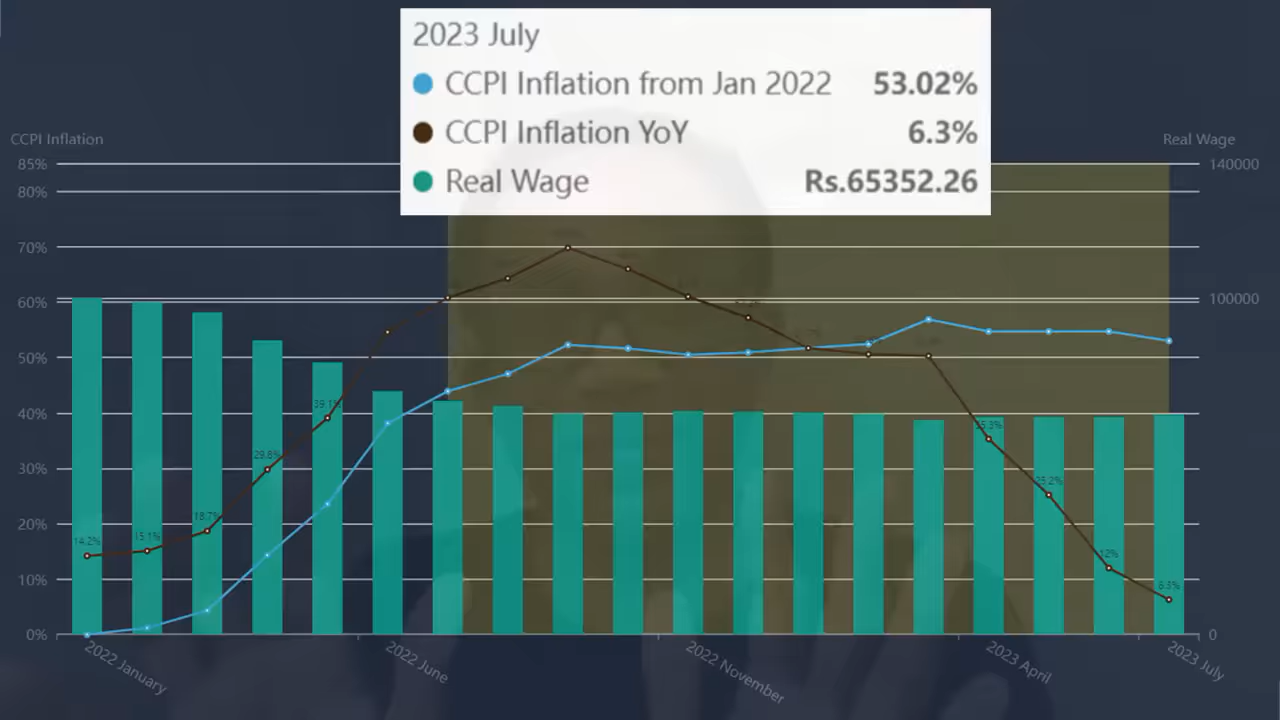 2023 July
CCPI Inflation from Jan 2022 53.02%
CCPI Inflation YoY 6.3%
Real Wage Rs.65352.26
CCPI Inflation Real Wage
85% 140000
80%
70%
60% 100000
50%
40%
30%
20%
10%
0% 0
39.1%
29.8%
18.7%
15.1%
14.2%
35.3%
25.2%
12%
6.3%
2022 January
2022 June
2022 November
2023 April
2023 July